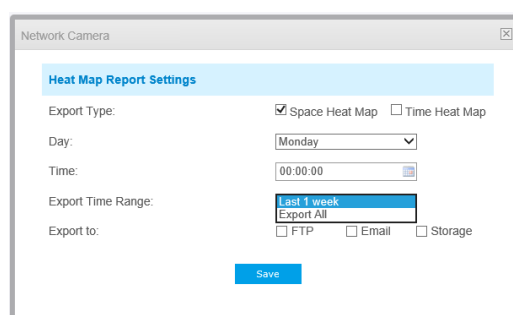 Network Camera
Heat Map Report Settings
Export Type: Space Heat Map Time Heat Map
Day: Monday
Time: 00:00:00
Export Time Range: Last 1 week
Export All
Export to: FTP Email Storage
Save